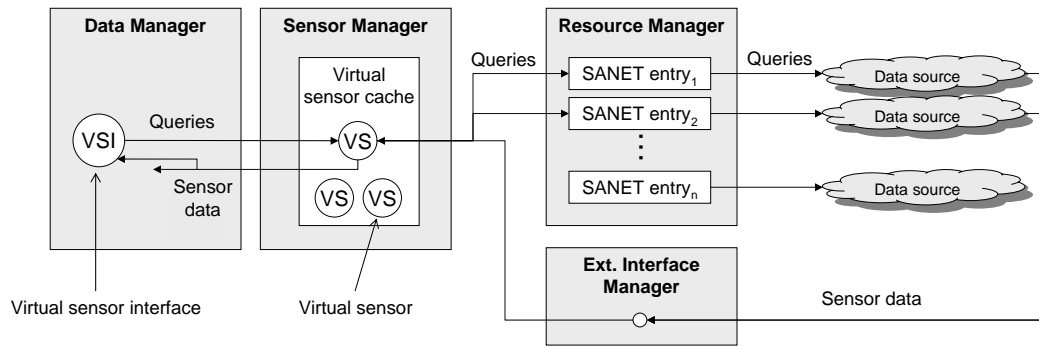 Data Manager
Sensor Manager
Resource Manager
Virtual
sensor cache
Queries
SANET entry1
Queries
Data source
SANET entry2
Data source
VSI
Queries
VS
Sensor
data
VS
VS
SANET entryn
Data source
Ext. Interface
Manager
Sensor data
Virtual sensor interface
Virtual sensor